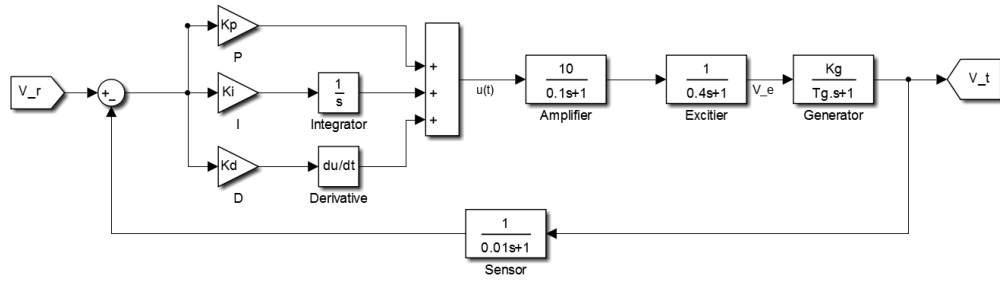 Kp
P
V_r
+
-
Ki
I
1
s
Integrator
Kd
D
du/dt
Derivative
+
+
+
u(t)
10
0.1s+1
Amplifier
1
0.4s+1
Excitier
V_e
Kg
Tg.s+1
Generator
V_t
1
0.01s+1
Sensor